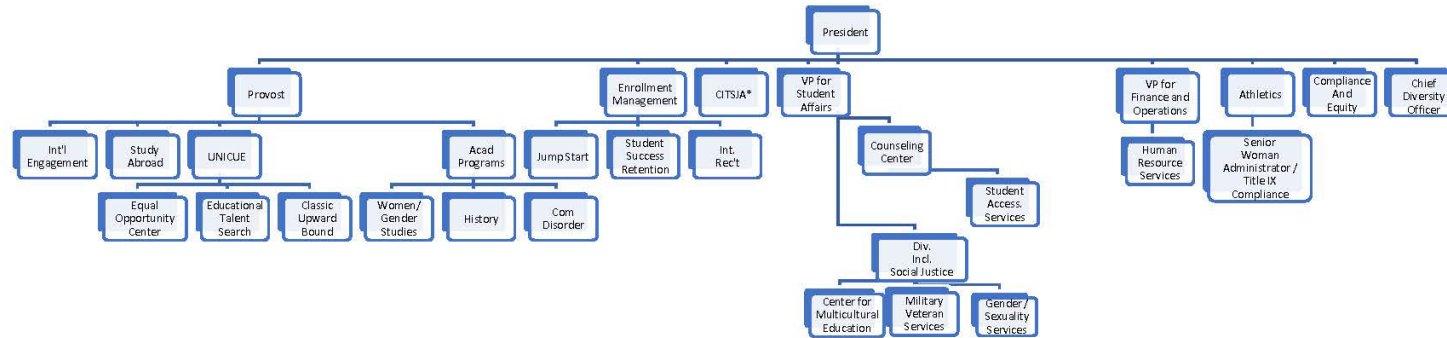 President
Provost
Enrollment
Management
CITSJA*
VP for
Student
Affairs
VP for
Finance and
Operations
Athletics
Compliance
And
Equity
Chief
Diversity
Officer
Int'l
Engagement
Study
Abroad
UNICUE
Acad
Programs
JumpStart
Student
Success
Retention
Int.
Rec't
Counseling
Center
Human
Resource
Services
Senior
Woman
Administrator /
Title IX
Compliance
Equal
Opportunity
Center
Educational
Talent
Search
Classic
Upward
Bound
Women/
Gender
Studies
History
Com
Disorder
Student
Access.
Services
Div.
Incl.
Social Justice
Center for
Multicultural
Education
Military
Veteran
Services
Gender/
Sexuality
Services